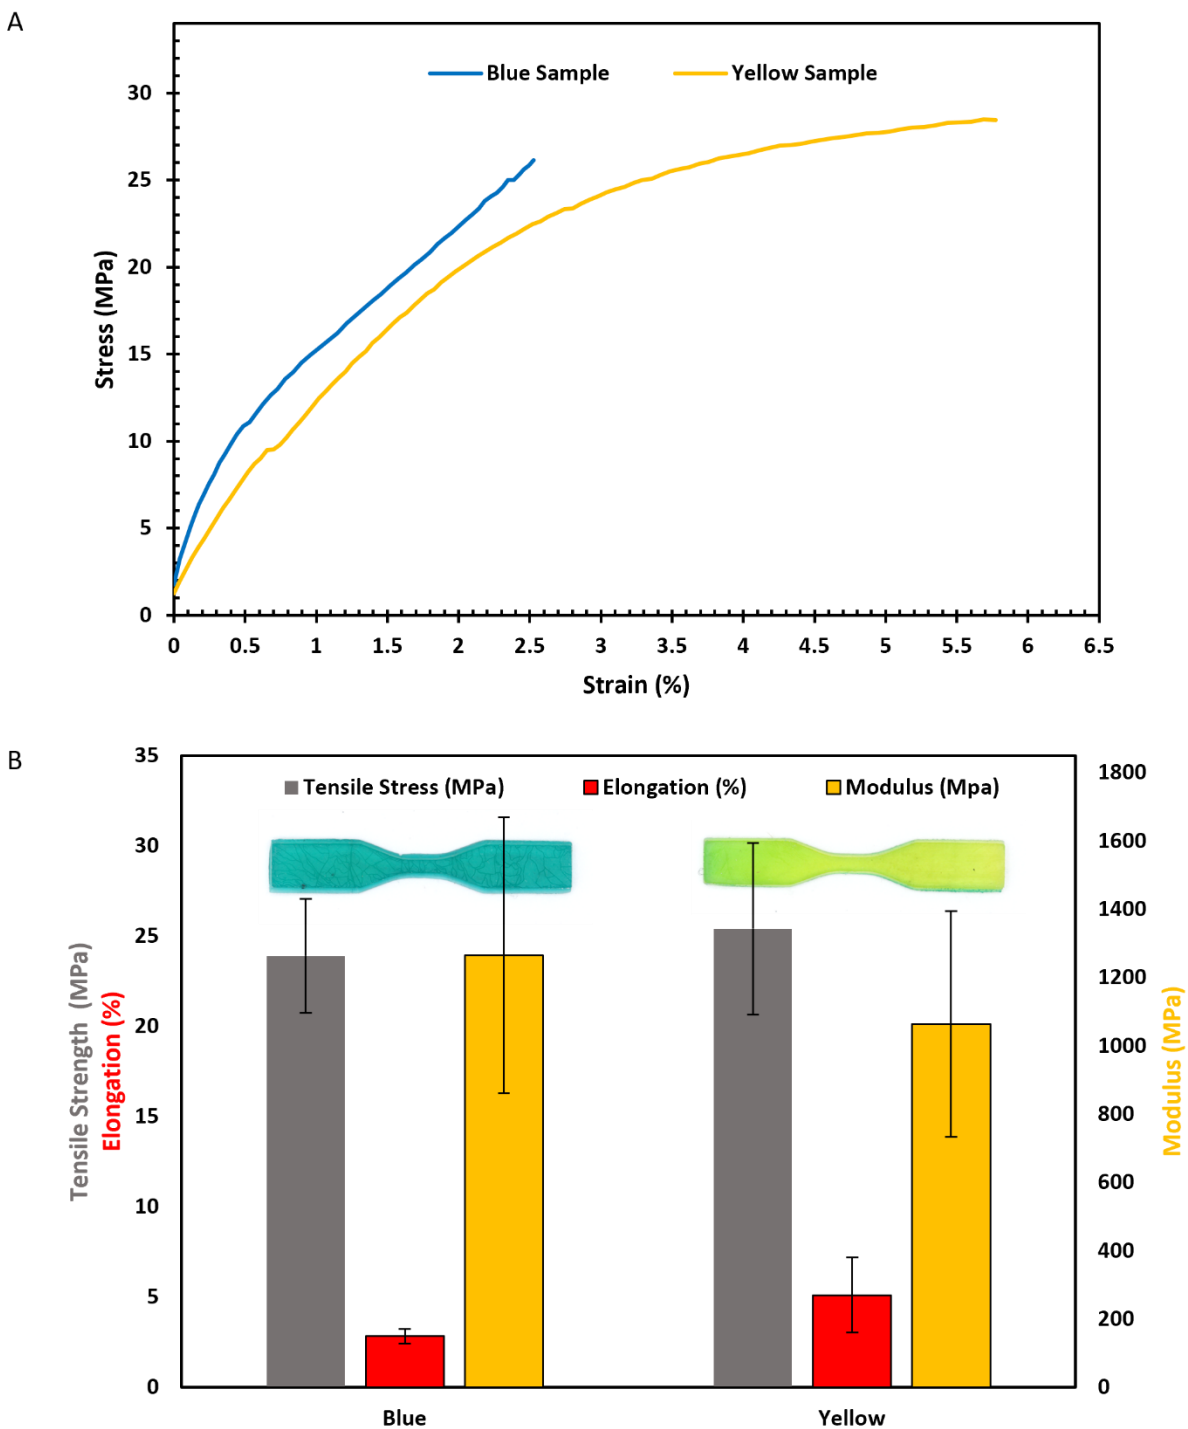 A
Blue Sample
Yellow Sample
30
25
20
15
10
5
0
Stress (MPa)
0 0.5 1 1.5 2 2.5 3 3.5 4 4.5 5 5.5 6 6.5
Strain (%)
B
Tensile Stress (MPa)
Elongation (%)
Modulus (Mpa)
35
30
25
20
15
10
5
0
Tensile Strength (MPa)
Elongation (%)
1800
1600
1400
1200
1000
800
600
400
200
0
Modulus (MPa)
Blue
Yellow